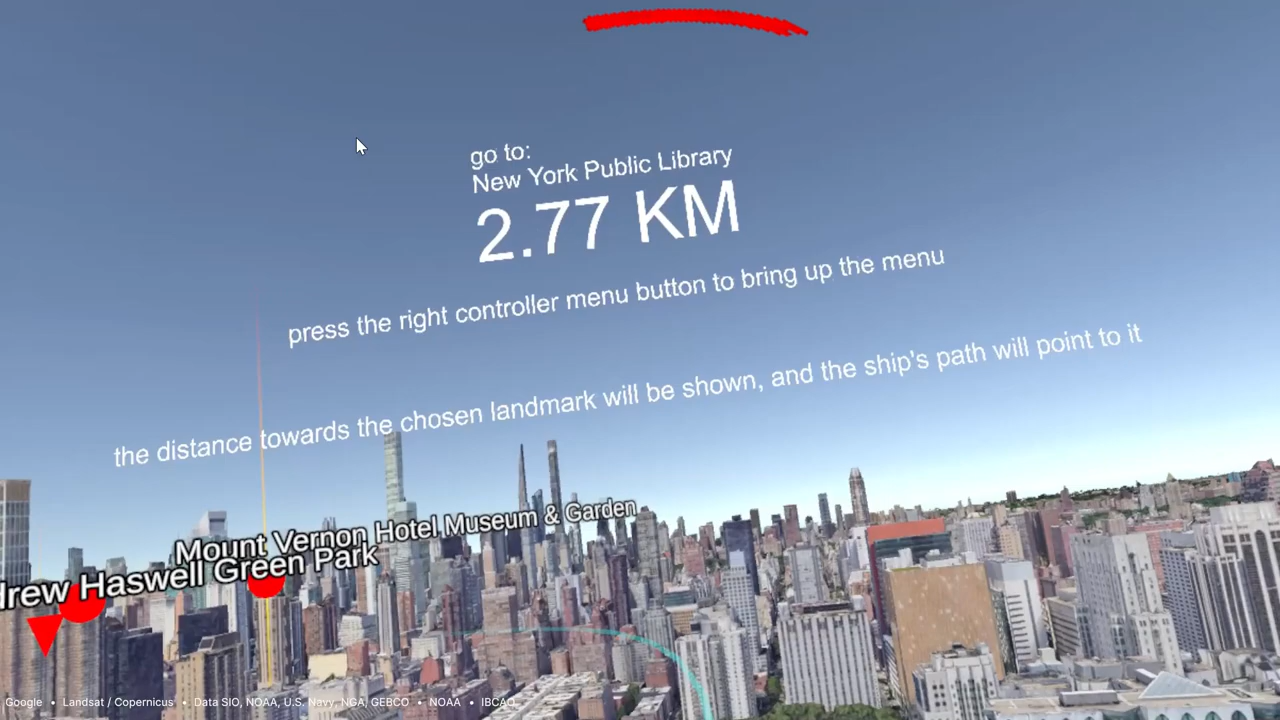 go to:
New York Public Library
2.77 KM
press the right controller menu button to bring up the menu
the distance towards the chosen landmark will be shown, and the ship's path will point to it
Mount Vernon Hotel Museum & Garden
drew Haswell Green Park
Google • Landsat / Copernicus • Data SIO, NOAA, U.S. Navy, NGA, GEBCO • NOAA • IBCAO